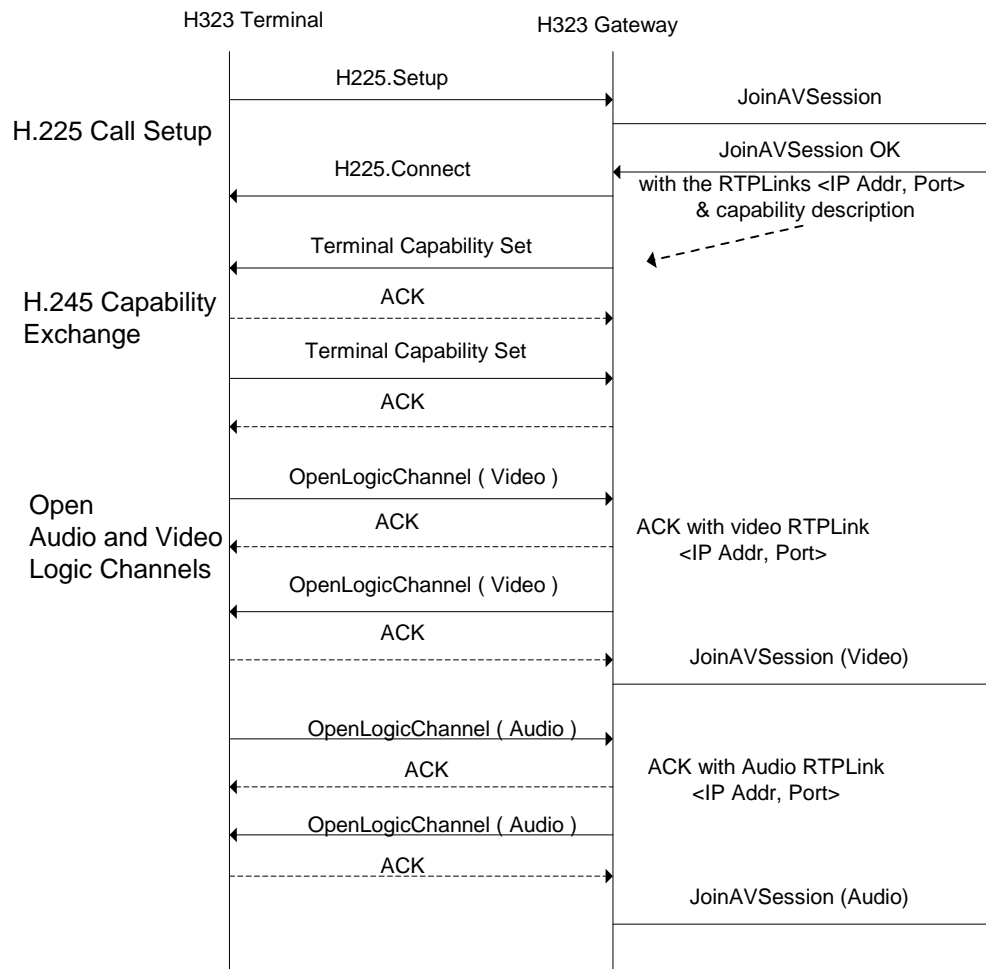 H323 Terminal
H323 Gateway
H225.Setup
JoinAVSession
H.225 Call Setup
JoinAVSession OK
H225.Connect
with the RTPLinks <IP Addr, Port>
& capability description
Terminal Capability Set
H.245 Capability
Exchange
ACK
Terminal Capability Set
ACK
OpenLogicChannel ( Video )
Open
Audio and Video
Logic Channels
ACK
ACK with video RTPLink
<IP Addr, Port>
OpenLogicChannel ( Video )
ACK
JoinAVSession (Video)
OpenLogicChannel ( Audio )
ACK
ACK with Audio RTPLink
<IP Addr, Port>
OpenLogicChannel ( Audio )
ACK
JoinAVSession (Audio)